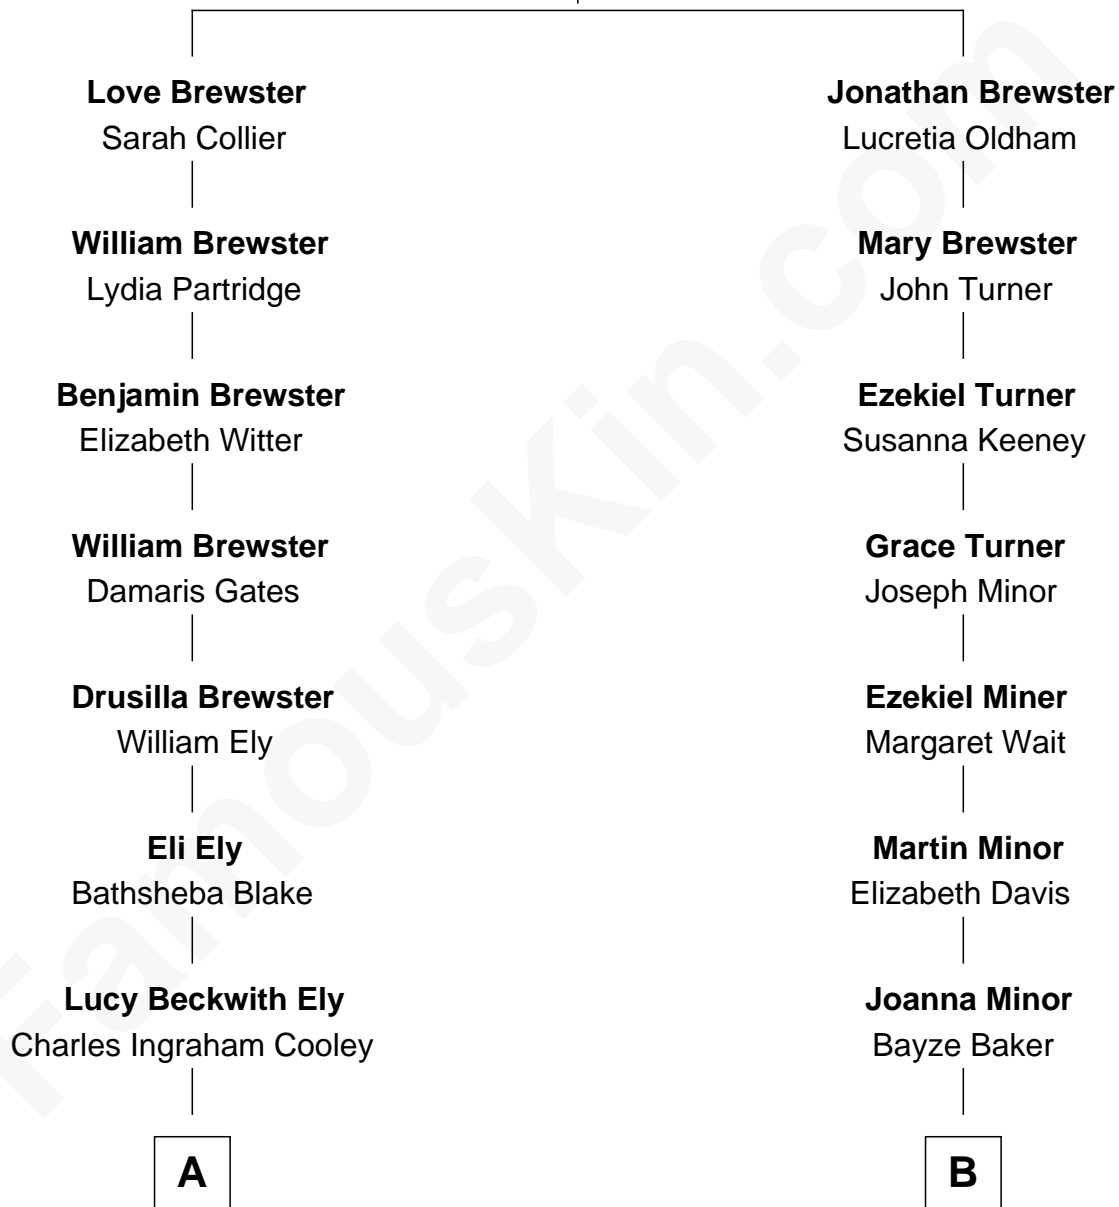 Love Brewster
Sarah Collier
William Brewster
Lydia Partridge
Benjamin Brewster
Elizabeth Witter
William Brewster
Damaris Gates
Drusilla Brewster
William Ely
Eli Ely
Bathsheba Blake
Lucy Beckwith Ely
Charles Ingraham Cooley
A
Jonathan Brewster
Lucretia Oldham
Mary Brewster
John Turner
Ezekiel Turner
Susanna Keeney
Grace Turner
Joseph Minor
Ezekiel Miner
Margaret Wait
Martin Minor
Elizabeth Davis
Joanna Minor
Bayze Baker
B
FamousKin.com